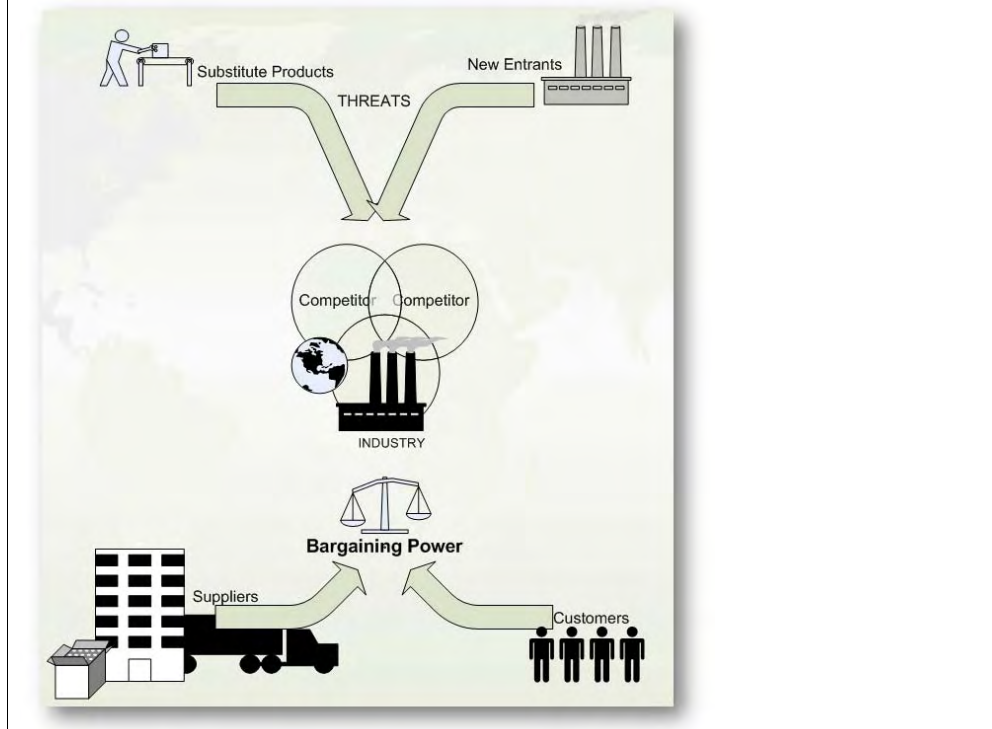 Substitute Products
New Entrants
THREATS
Competitor
Competitor
INDUSTRY
Bargaining Power
Suppliers
Customers